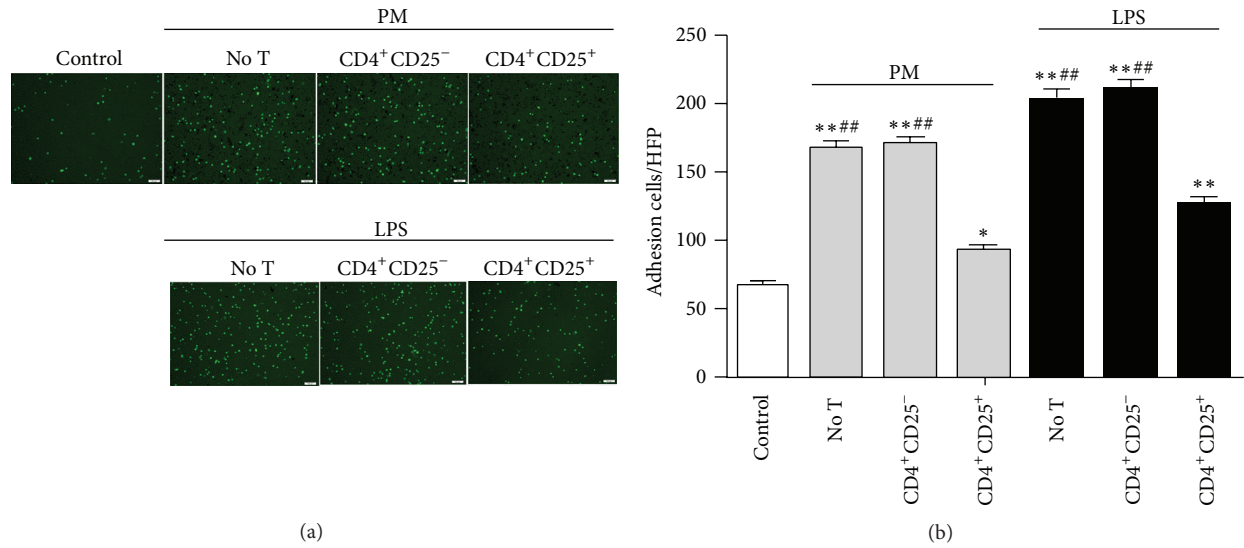 PM
Control No T CD4⁺CD25⁻ CD4⁺CD25⁺
LPS
No T CD4⁺CD25⁻ CD4⁺CD25⁺
(a)
LPS
PM
**## **## * **## **## **
Adhesion cells/HFP
250
200
150
100
50
0
Control
No T
CD4⁺CD25⁻
CD4⁺CD25⁺
No T
CD4⁺CD25⁻
CD4⁺CD25⁺
(b)